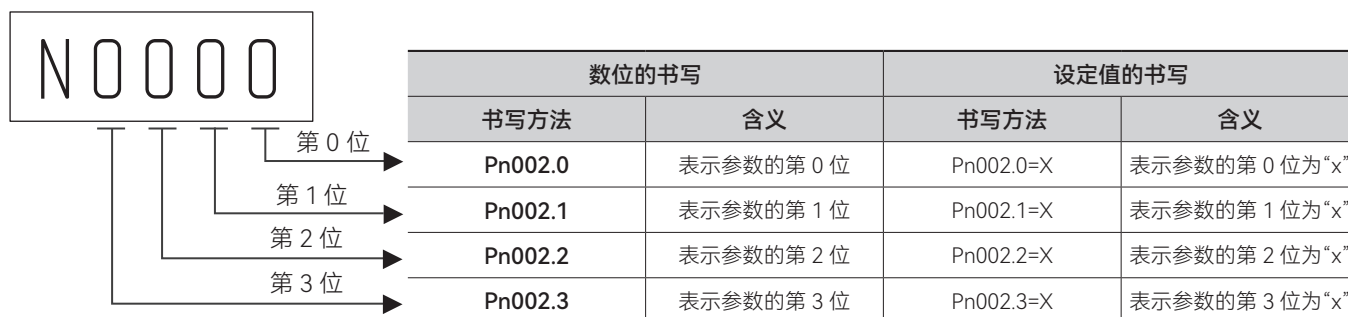 N0000
第 0 位
第 1 位
第 2 位
第 3 位
数位的书写 设定值的书写
书写方法 含义 书写方法 含义
Pn002.0 表示参数的第 0 位 Pn002.0=X 表示参数的第 0 位为“x”
Pn002.1 表示参数的第 1 位 Pn002.1=X 表示参数的第 1 位为“x”
Pn002.2 表示参数的第 2 位 Pn002.2=X 表示参数的第 2 位为“x”
Pn002.3 表示参数的第 3 位 Pn002.3=X 表示参数的第 3 位为“x”